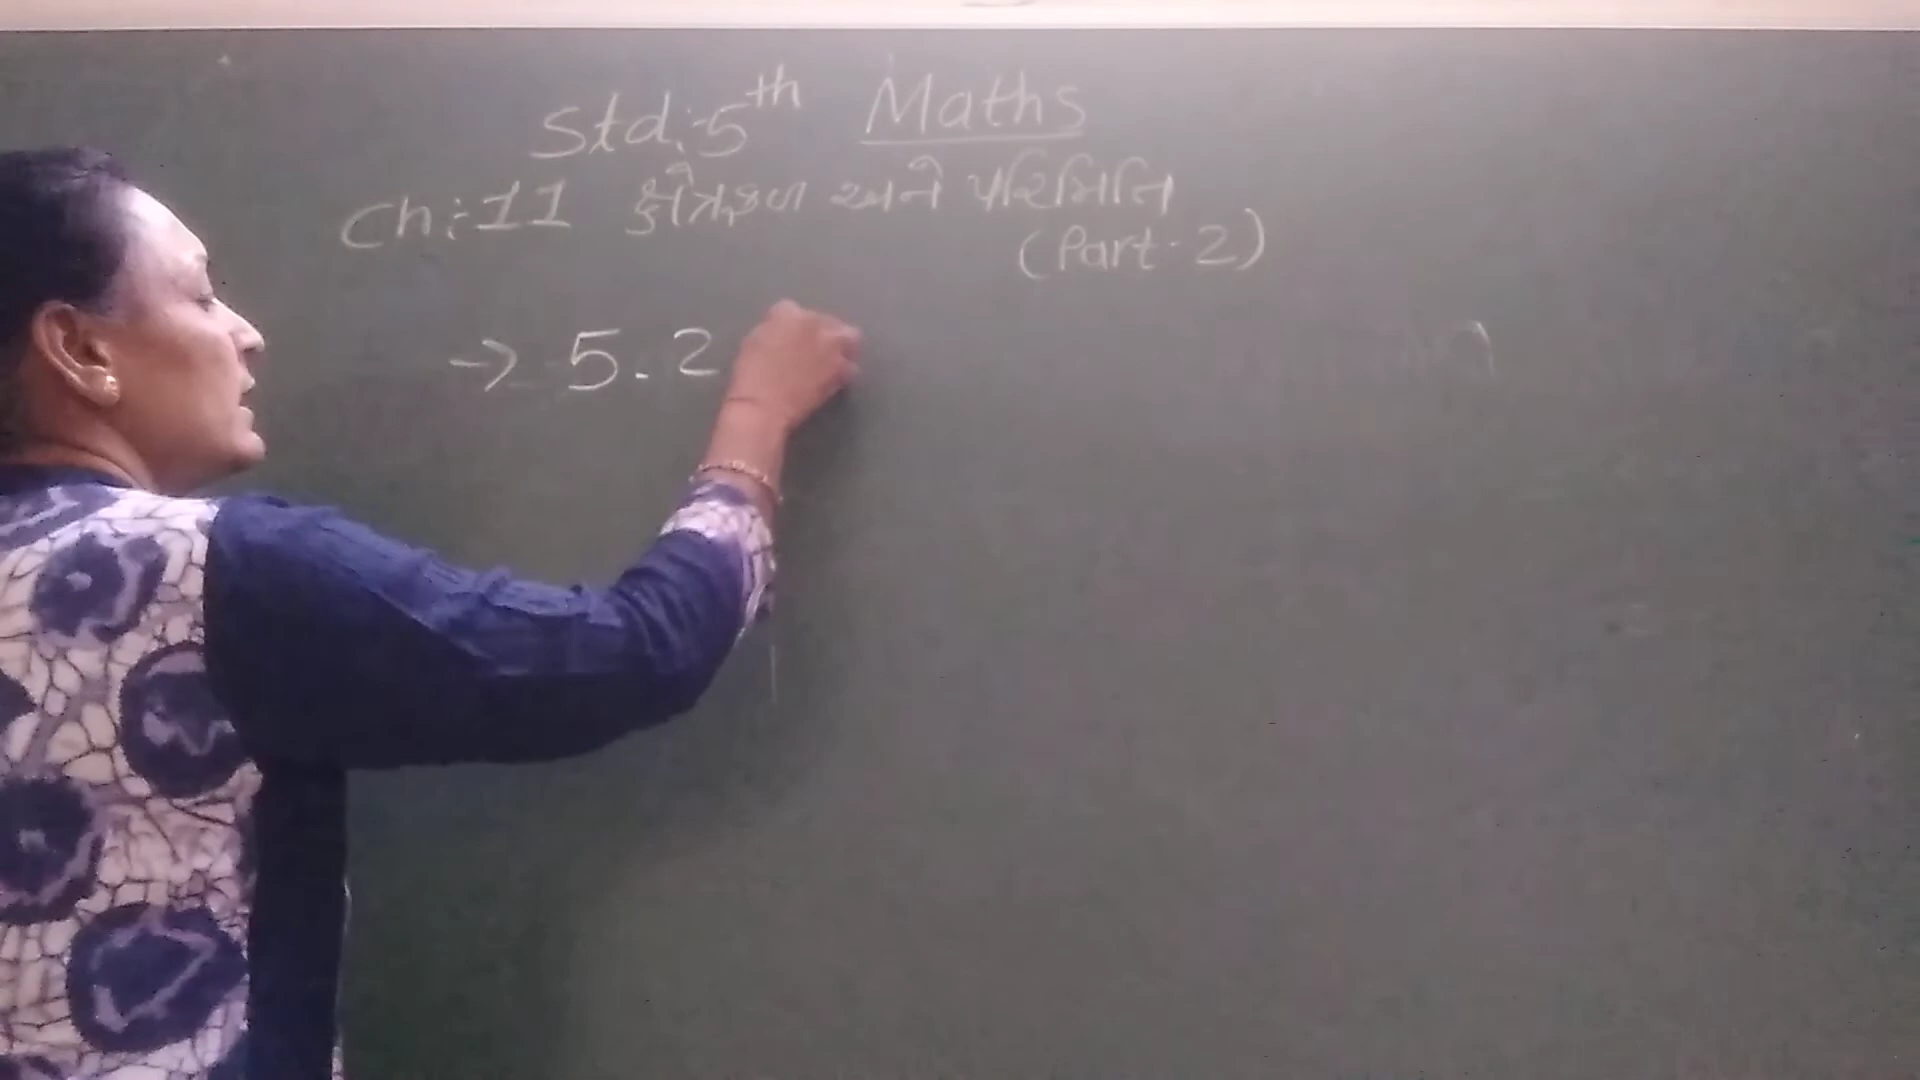 Std:-5th Maths
Ch:-11 ક્ષેત્રફળ અને પરિમિતિ
(Part-2)
→ 5.2